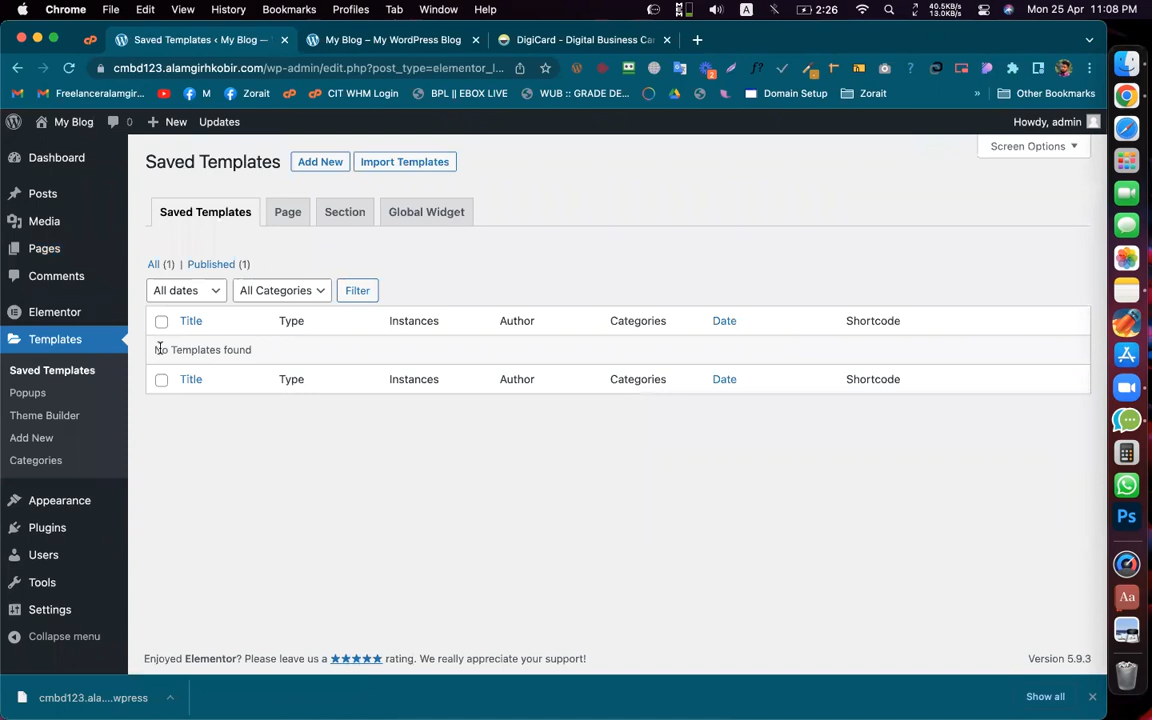 Chrome File Edit View History Bookmarks Profiles Tab Window Help A 2:26 40.5KB/s 13.0KB/s Mon 25 Apr 11:08 PM
Saved Templates ‹ My Blog — My Blog – My WordPress Blog DigiCard - Digital Business Ca
cmbd123.alamgirhkobir.com/wp-admin/edit.php?post_type=elementor_l...
Freelanceralamgir... M Zorait CIT WHM Login BPL || EBOX LIVE WUB :: GRADE DE... Domain Setup Zorait » Other Bookmarks
My Blog 0 New Updates Howdy, admin
Screen Options
Saved Templates Add New Import Templates
Dashboard
Posts
Media
Pages
Comments
Elementor
Templates
Saved Templates
Popups
Theme Builder
Add New
Categories
Appearance
Plugins
Users
Tools
Settings
Collapse menu
Saved Templates Page Section Global Widget
All (1) | Published (1)
All dates All Categories Filter
Title Type Instances Author Categories Date Shortcode
No Templates found
Title Type Instances Author Categories Date Shortcode
Enjoyed Elementor? Please leave us a ★★★★★ rating. We really appreciate your support! Version 5.9.3
cmbd123.ala....wpress Show all
Ps
Aa